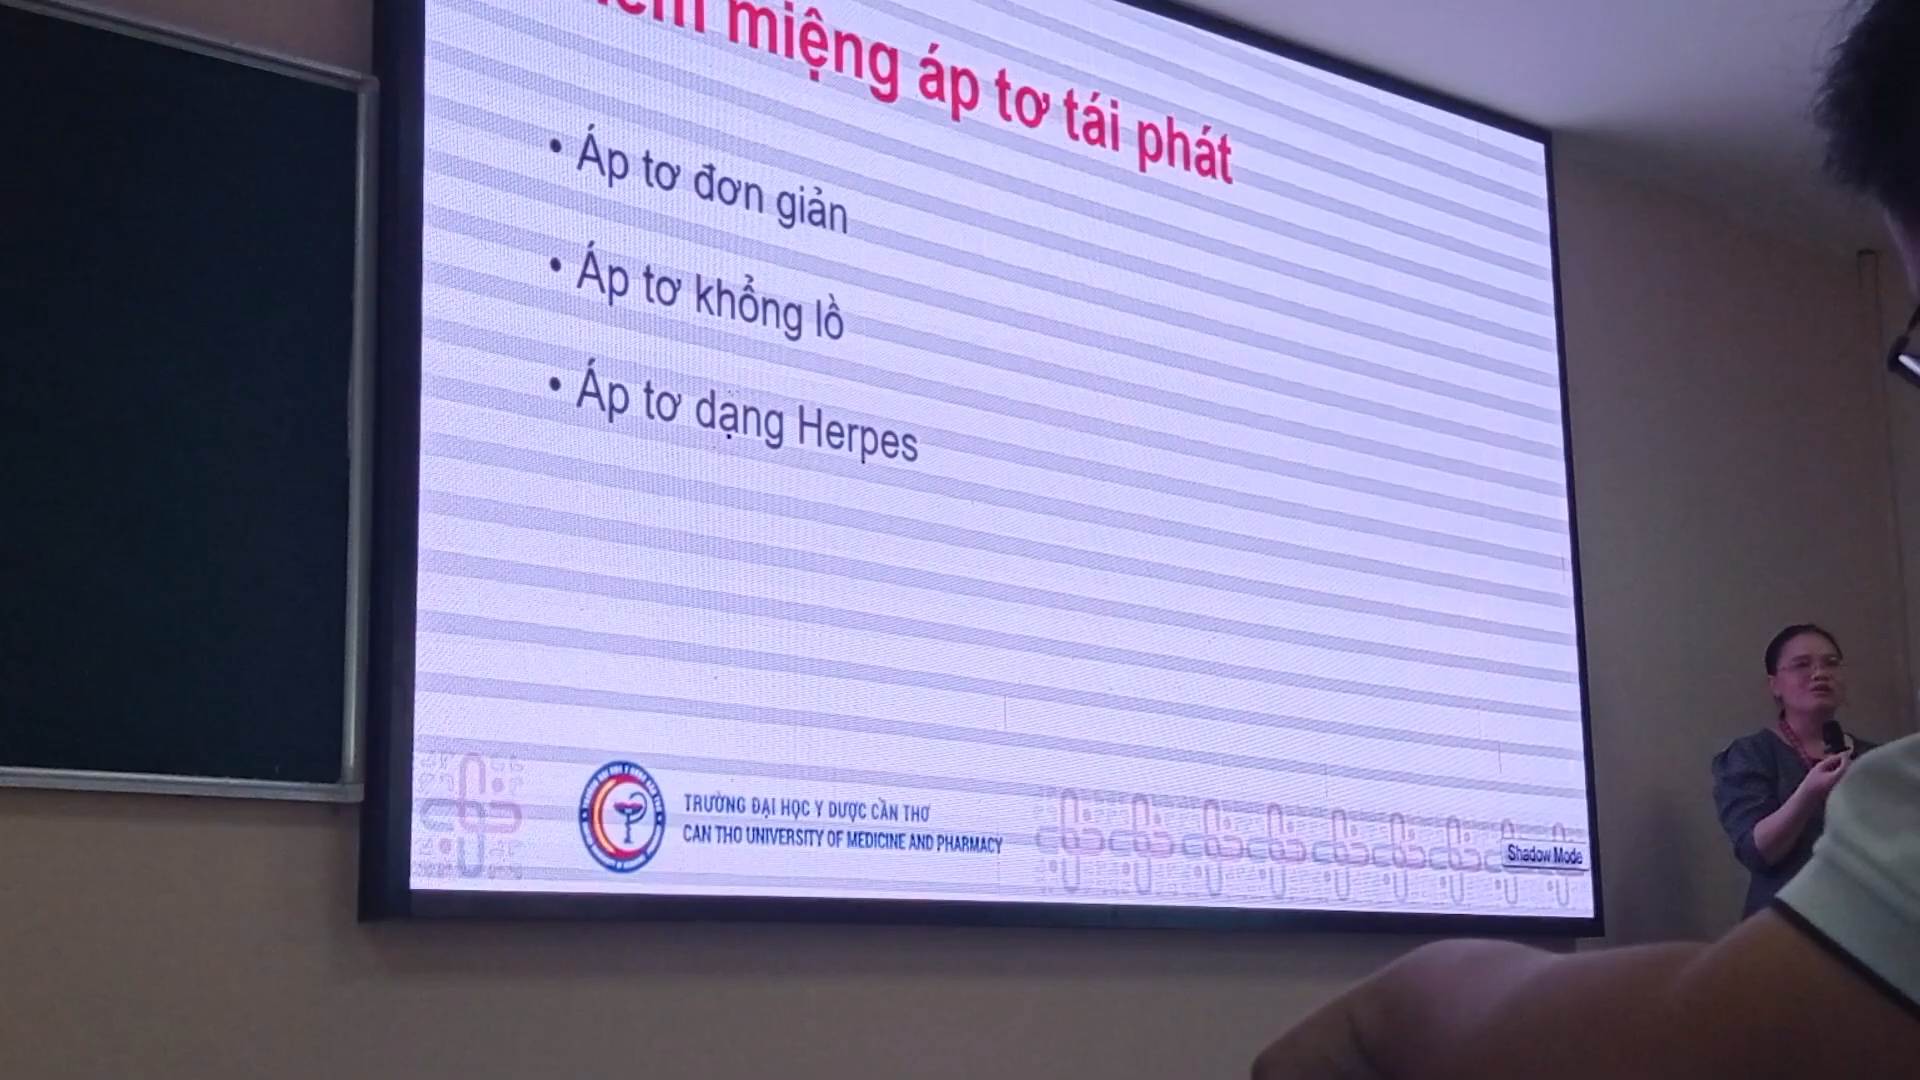 miệng áp tơ tái phát
• Áp tơ đơn giản
• Áp tơ khổng lồ
• Áp tơ dạng Herpes
TRƯỜNG ĐẠI HỌC Y DƯỢC CẦN THƠ
CAN THO UNIVERSITY OF MEDICINE AND PHARMACY
Shadow Mode